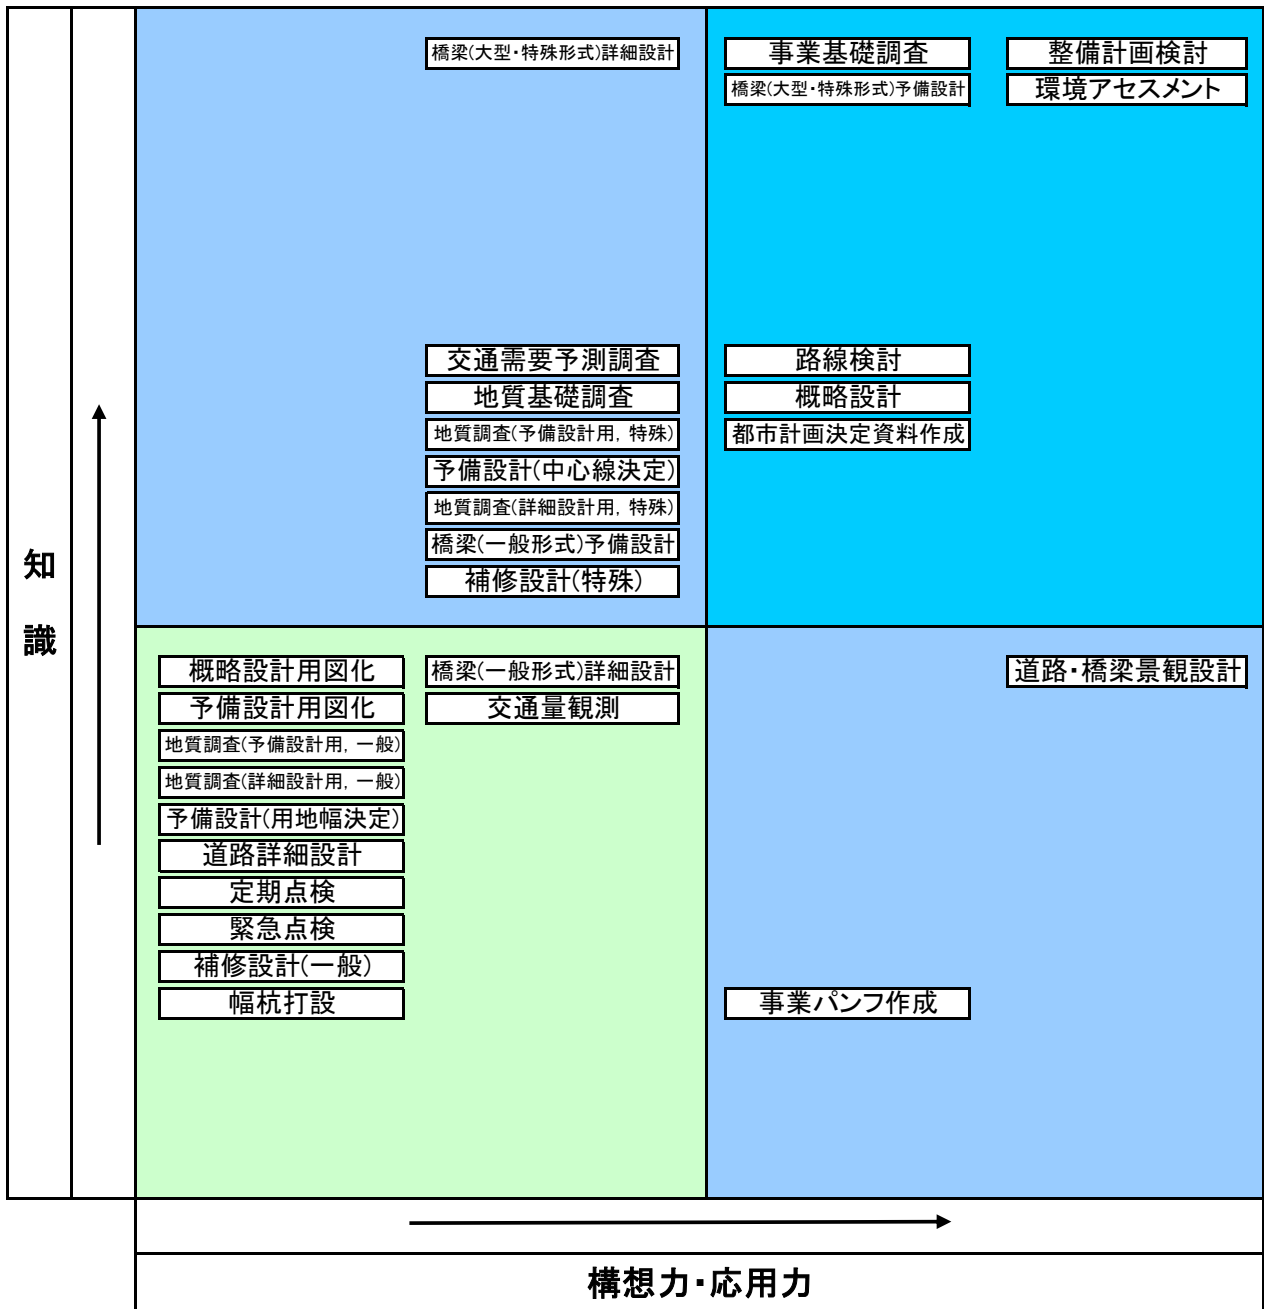 橋梁(大型・特殊形式)詳細設計
事業基礎調査
整備計画検討
橋梁(大型・特殊形式)予備設計
環境アセスメント
交通需要予測調査
地質基礎調査
地質調査(予備設計用, 特殊)
予備設計(中心線決定)
地質調査(詳細設計用, 特殊)
橋梁(一般形式)予備設計
補修設計(特殊)
路線検討
概略設計
都市計画決定資料作成
知
識
概略設計用図化
予備設計用図化
地質調査(予備設計用, 一般)
地質調査(詳細設計用, 一般)
予備設計(用地幅決定)
道路詳細設計
定期点検
緊急点検
補修設計(一般)
幅杭打設
橋梁(一般形式)詳細設計
交通量観測
道路・橋梁景観設計
事業パンフ作成
構想力・応用力